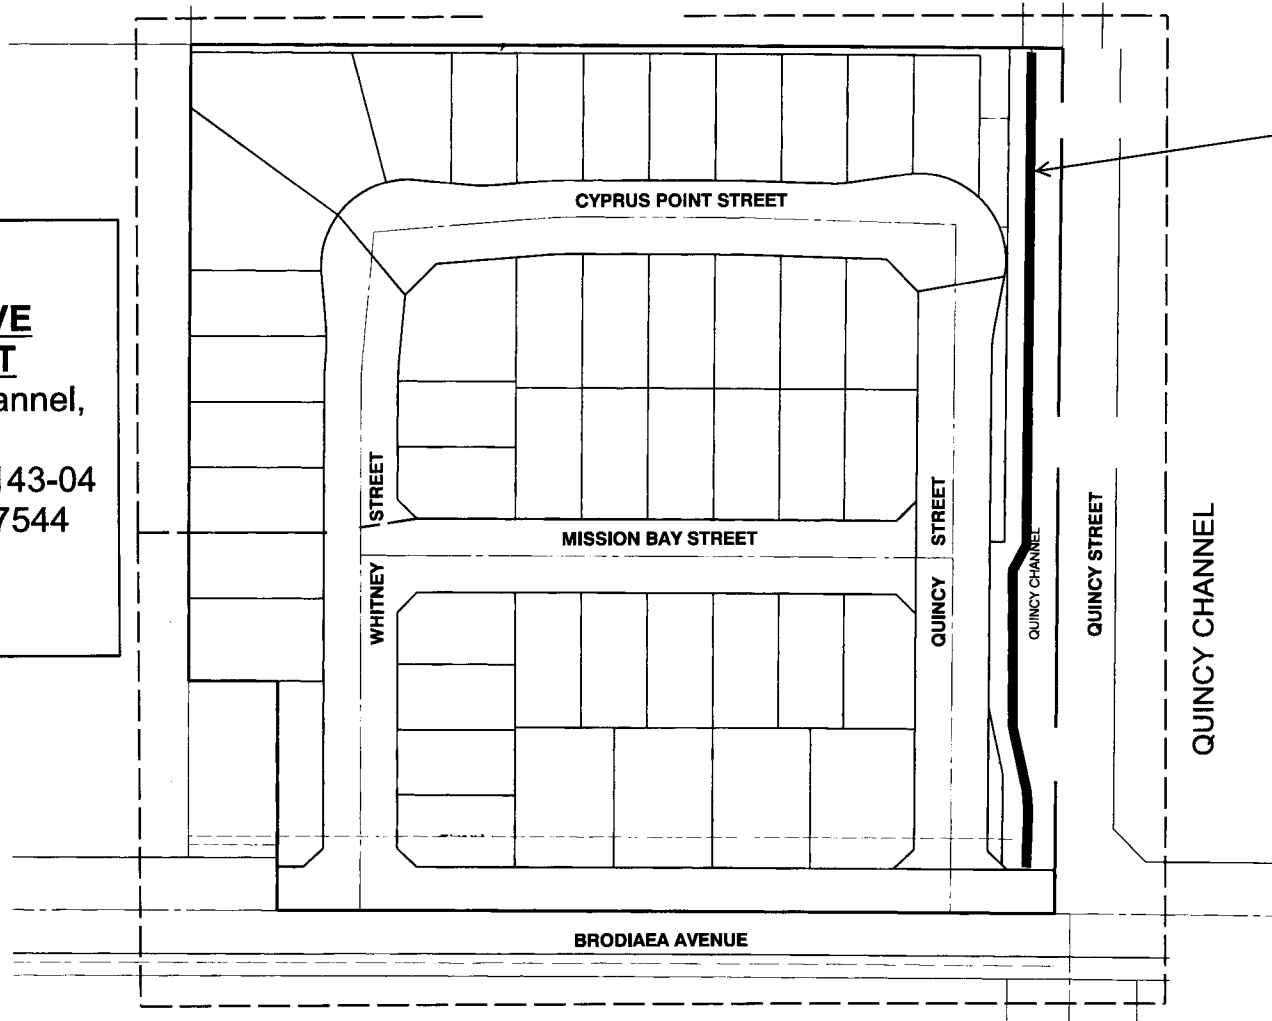 CYPRUS POINT STREET
VE
T
annel,
143-04
7544
STREET
WHITNEY
MISSION BAY STREET
STREET
QUINCY
QUINCY CHANNEL
QUINCY STREET
QUINCY CHANNEL
BRODIAEA AVENUE